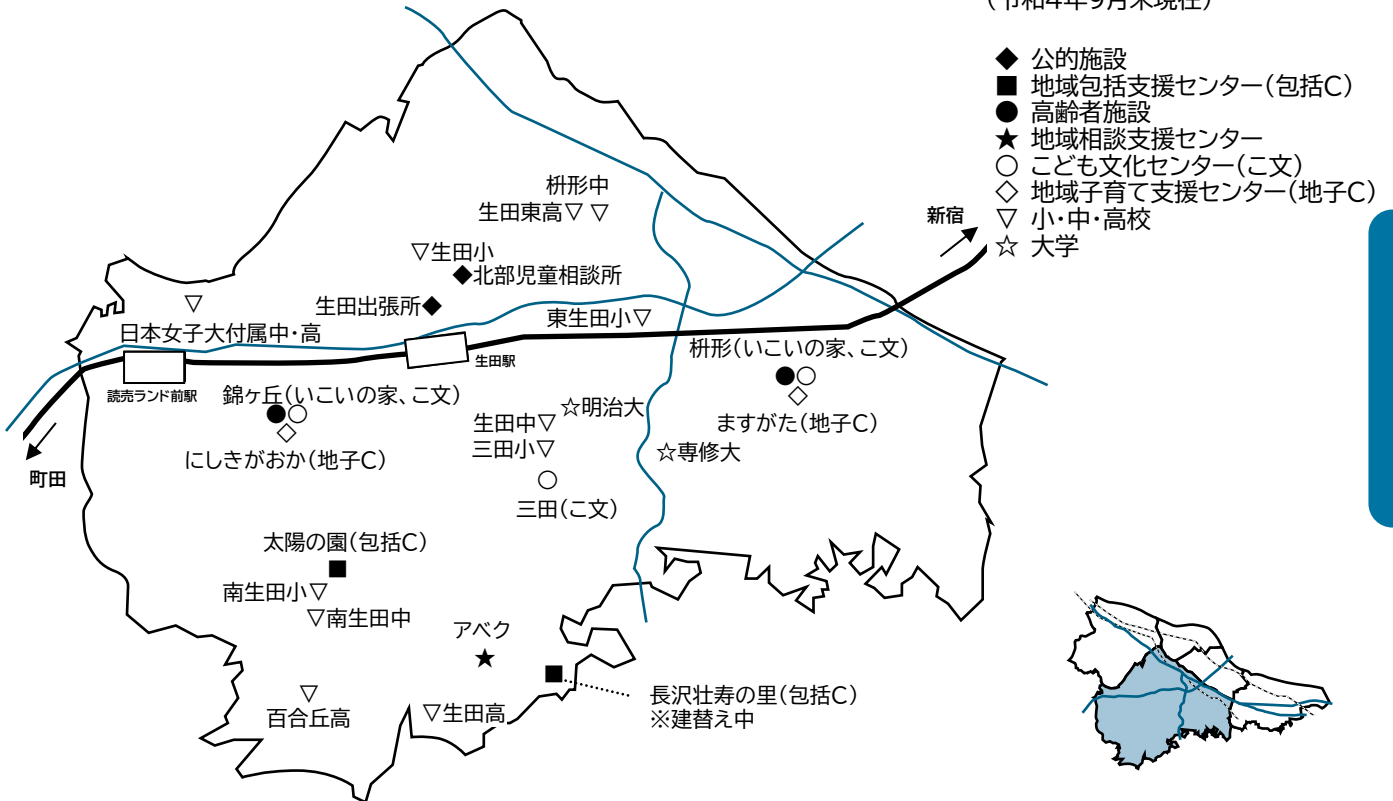 (令和4年9月末現在)
◆ 公的施設
■ 地域包括支援センター(包括C)
● 高齢者施設
★ 地域相談支援センター
○ こども文化センター(こ文)
◇ 地域子育て支援センター(地子C)
▽ 小・中・高校
☆ 大学
新宿
枡形中
生田東高▽ ▽
▽生田小
◆北部児童相談所
生田出張所◆
▽
日本女子大付属中・高
東生田小▽
生田駅
読売ランド前駅
町田
枡形(いこいの家、こ文)
●○
◇
ますがた(地子C)
錦ヶ丘(いこいの家、こ文)
●○
◇
にしきがおか(地子C)
☆明治大
生田中▽
三田小▽
☆専修大
○
三田(こ文)
太陽の園(包括C)
■
南生田小▽
▽南生田中
アベク
★
■
長沢壮寿の里(包括C)
※建替え中
▽
百合丘高
▽生田高